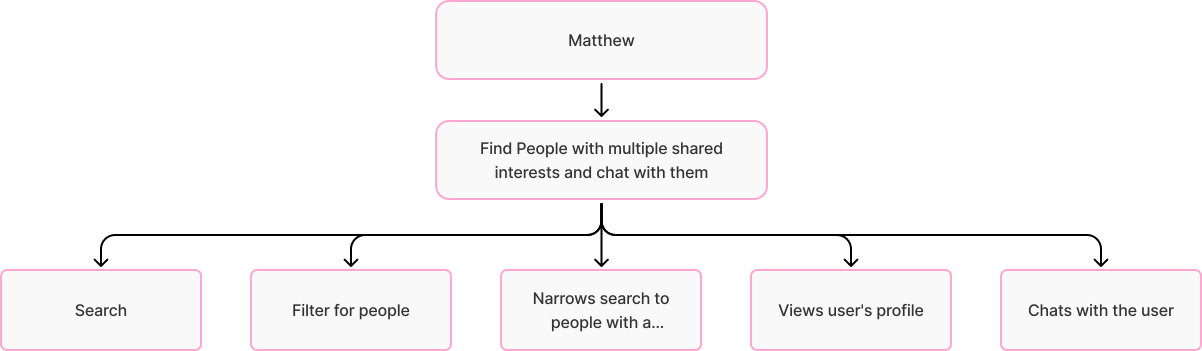 Matthew
Find People with multiple shared
interests and chat with them
Search
Filter for people
Narrows search to
people with a...
Views user's profile
Chats with the user